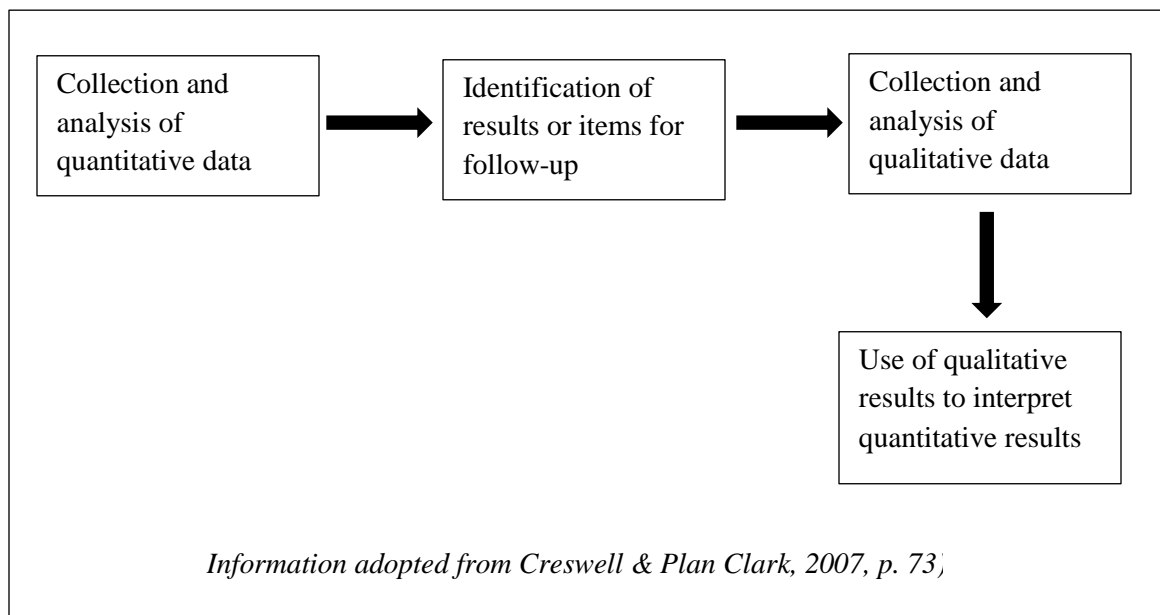 Collection and
analysis of
quantitative data
Identification of
results or items for
follow-up
Collection and
analysis of
qualitative data
Use of qualitative
results to interpret
quantitative results
Information adopted from Creswell & Plan Clark, 2007, p. 73)